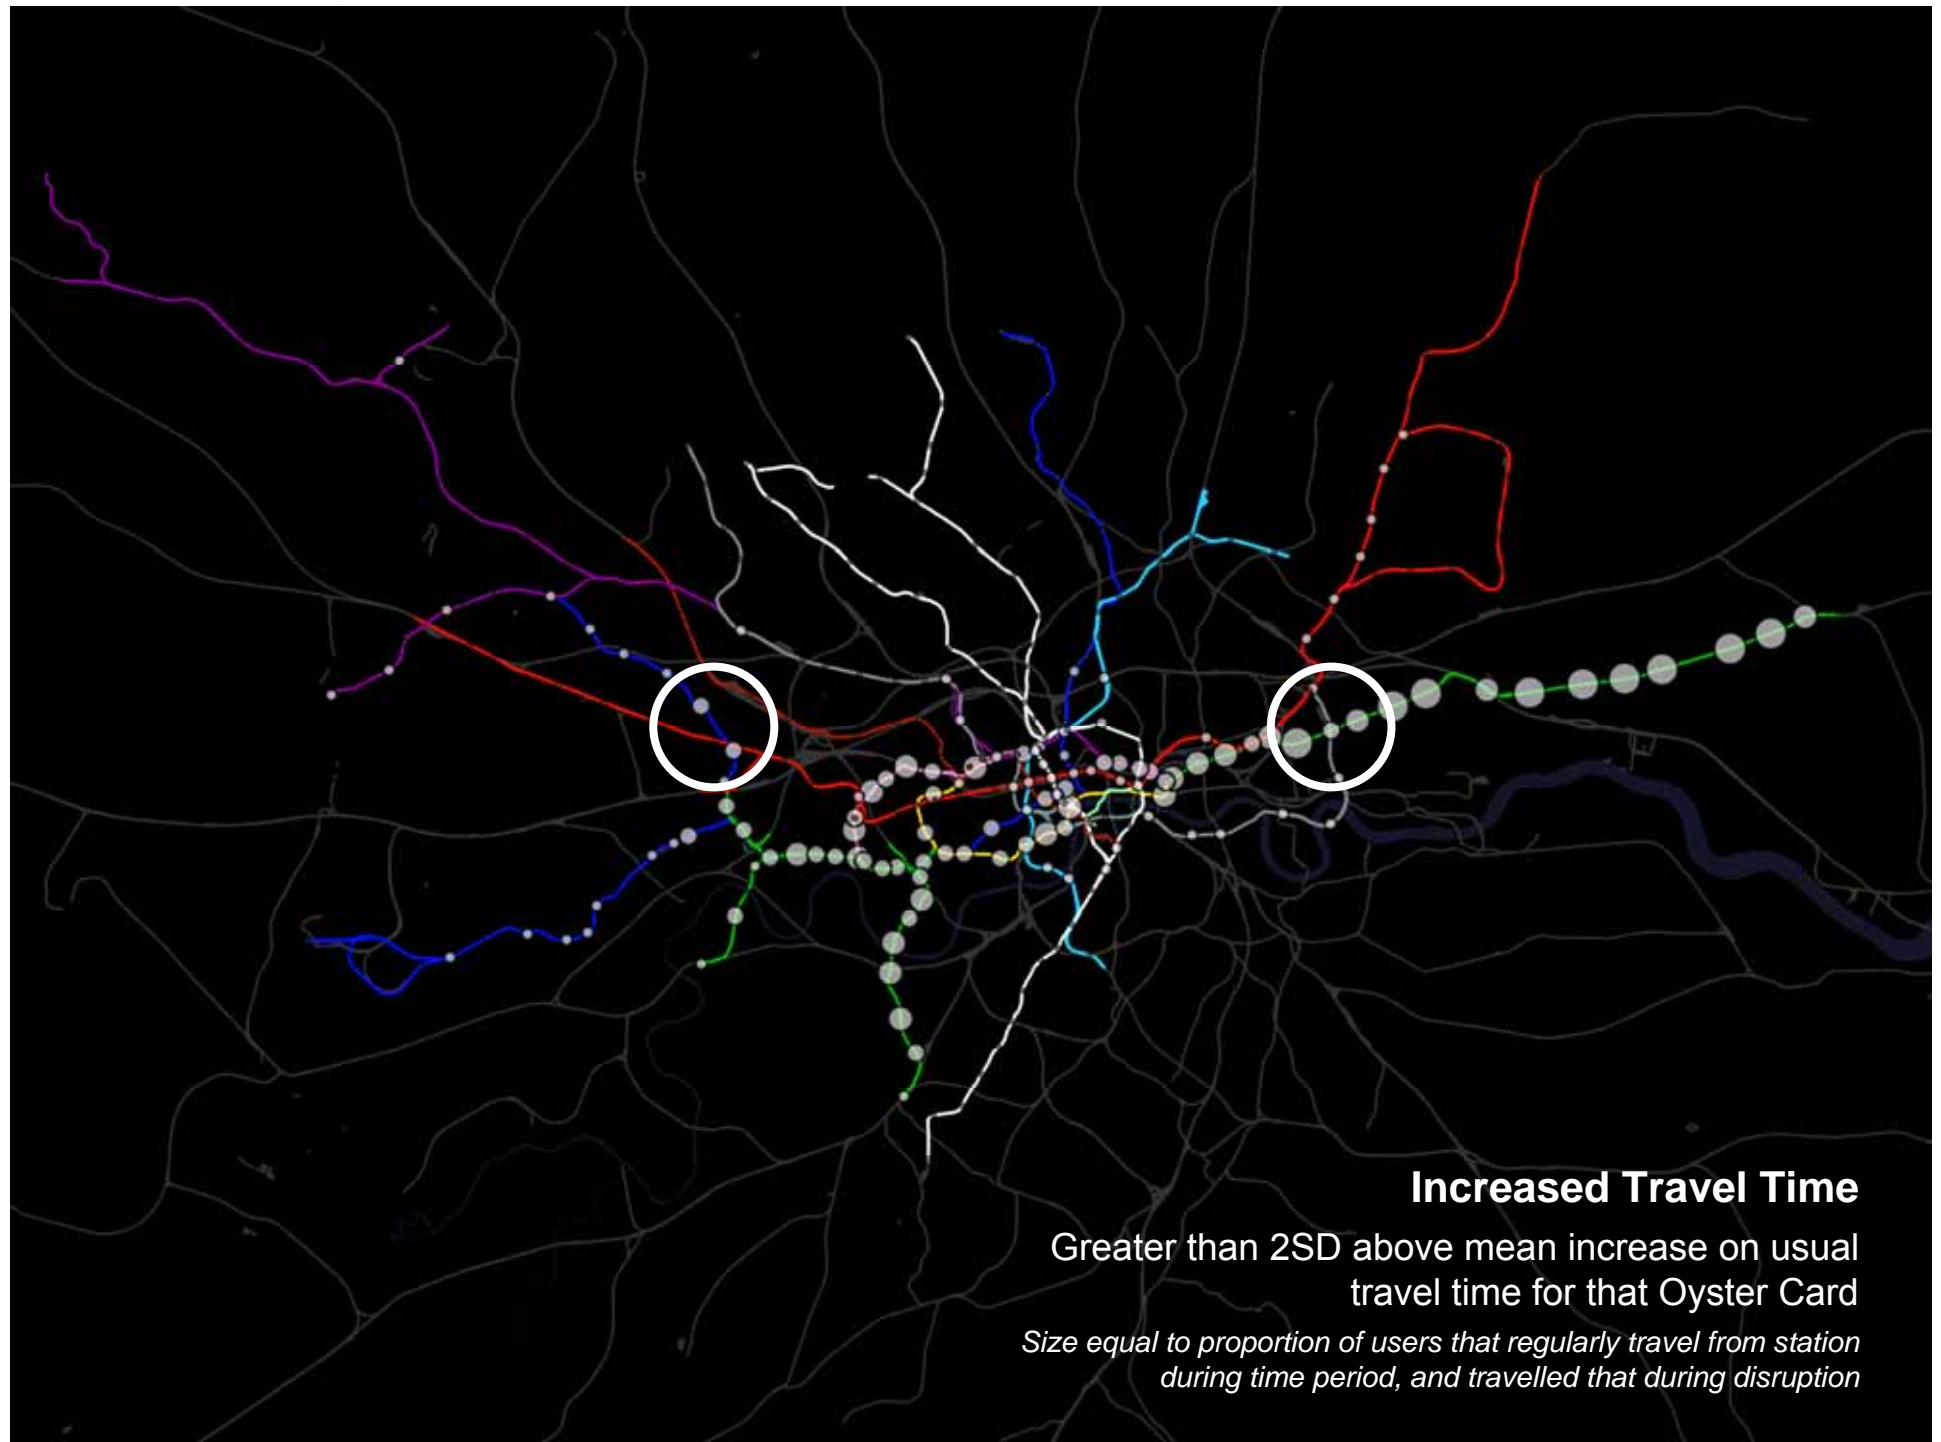 Increased Travel Time
Greater than 2SD above mean increase on usual
travel time for that Oyster Card
Size equal to proportion of users that regularly travel from station
during time period, and travelled that during disruption